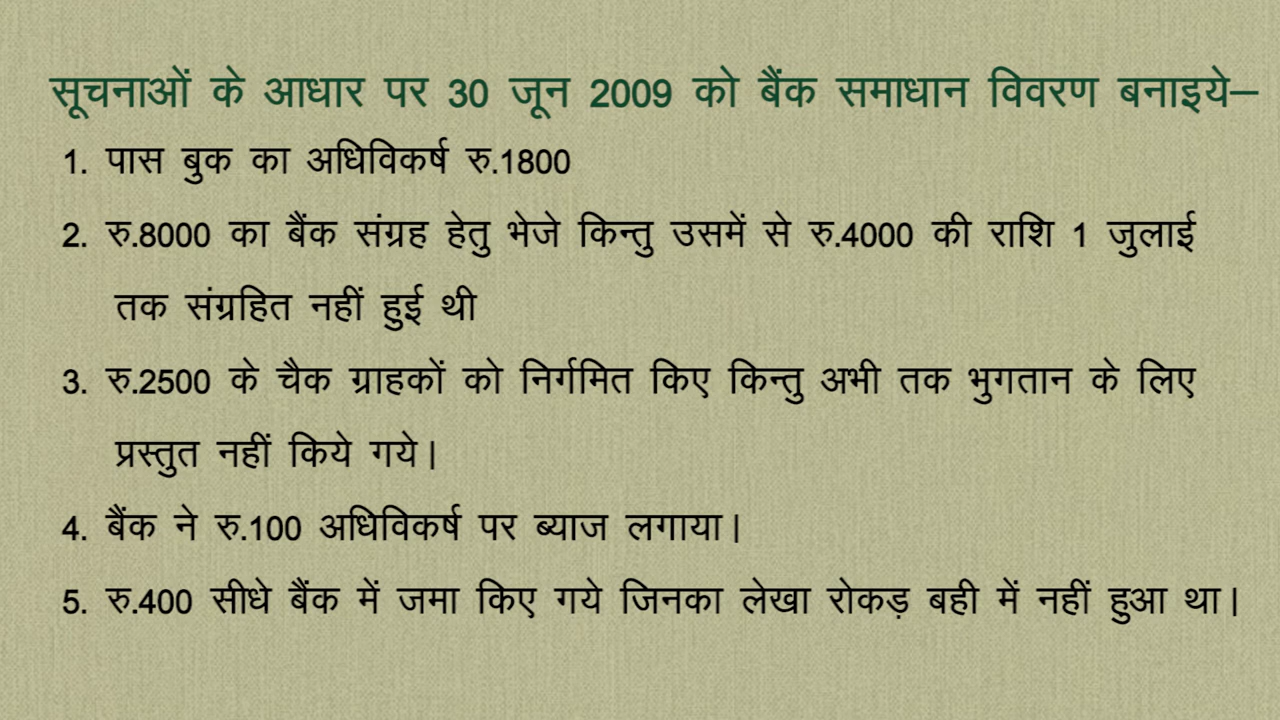 सूचनाओं के आधार पर 30 जून 2009 को बैंक समाधान विवरण बनाइये–
1. पास बुक का अधिविकर्ष रु.1800
2. रु.8000 का बैंक संग्रह हेतु भेजे किन्तु उसमें से रु.4000 की राशि 1 जुलाई
तक संग्रहित नहीं हुई थी
3. रु.2500 के चैक ग्राहकों को निर्गमित किए किन्तु अभी तक भुगतान के लिए
प्रस्तुत नहीं किये गये।
4. बैंक ने रु.100 अधिविकर्ष पर ब्याज लगाया।
5. रु.400 सीधे बैंक में जमा किए गये जिनका लेखा रोकड़ बही में नहीं हुआ था।